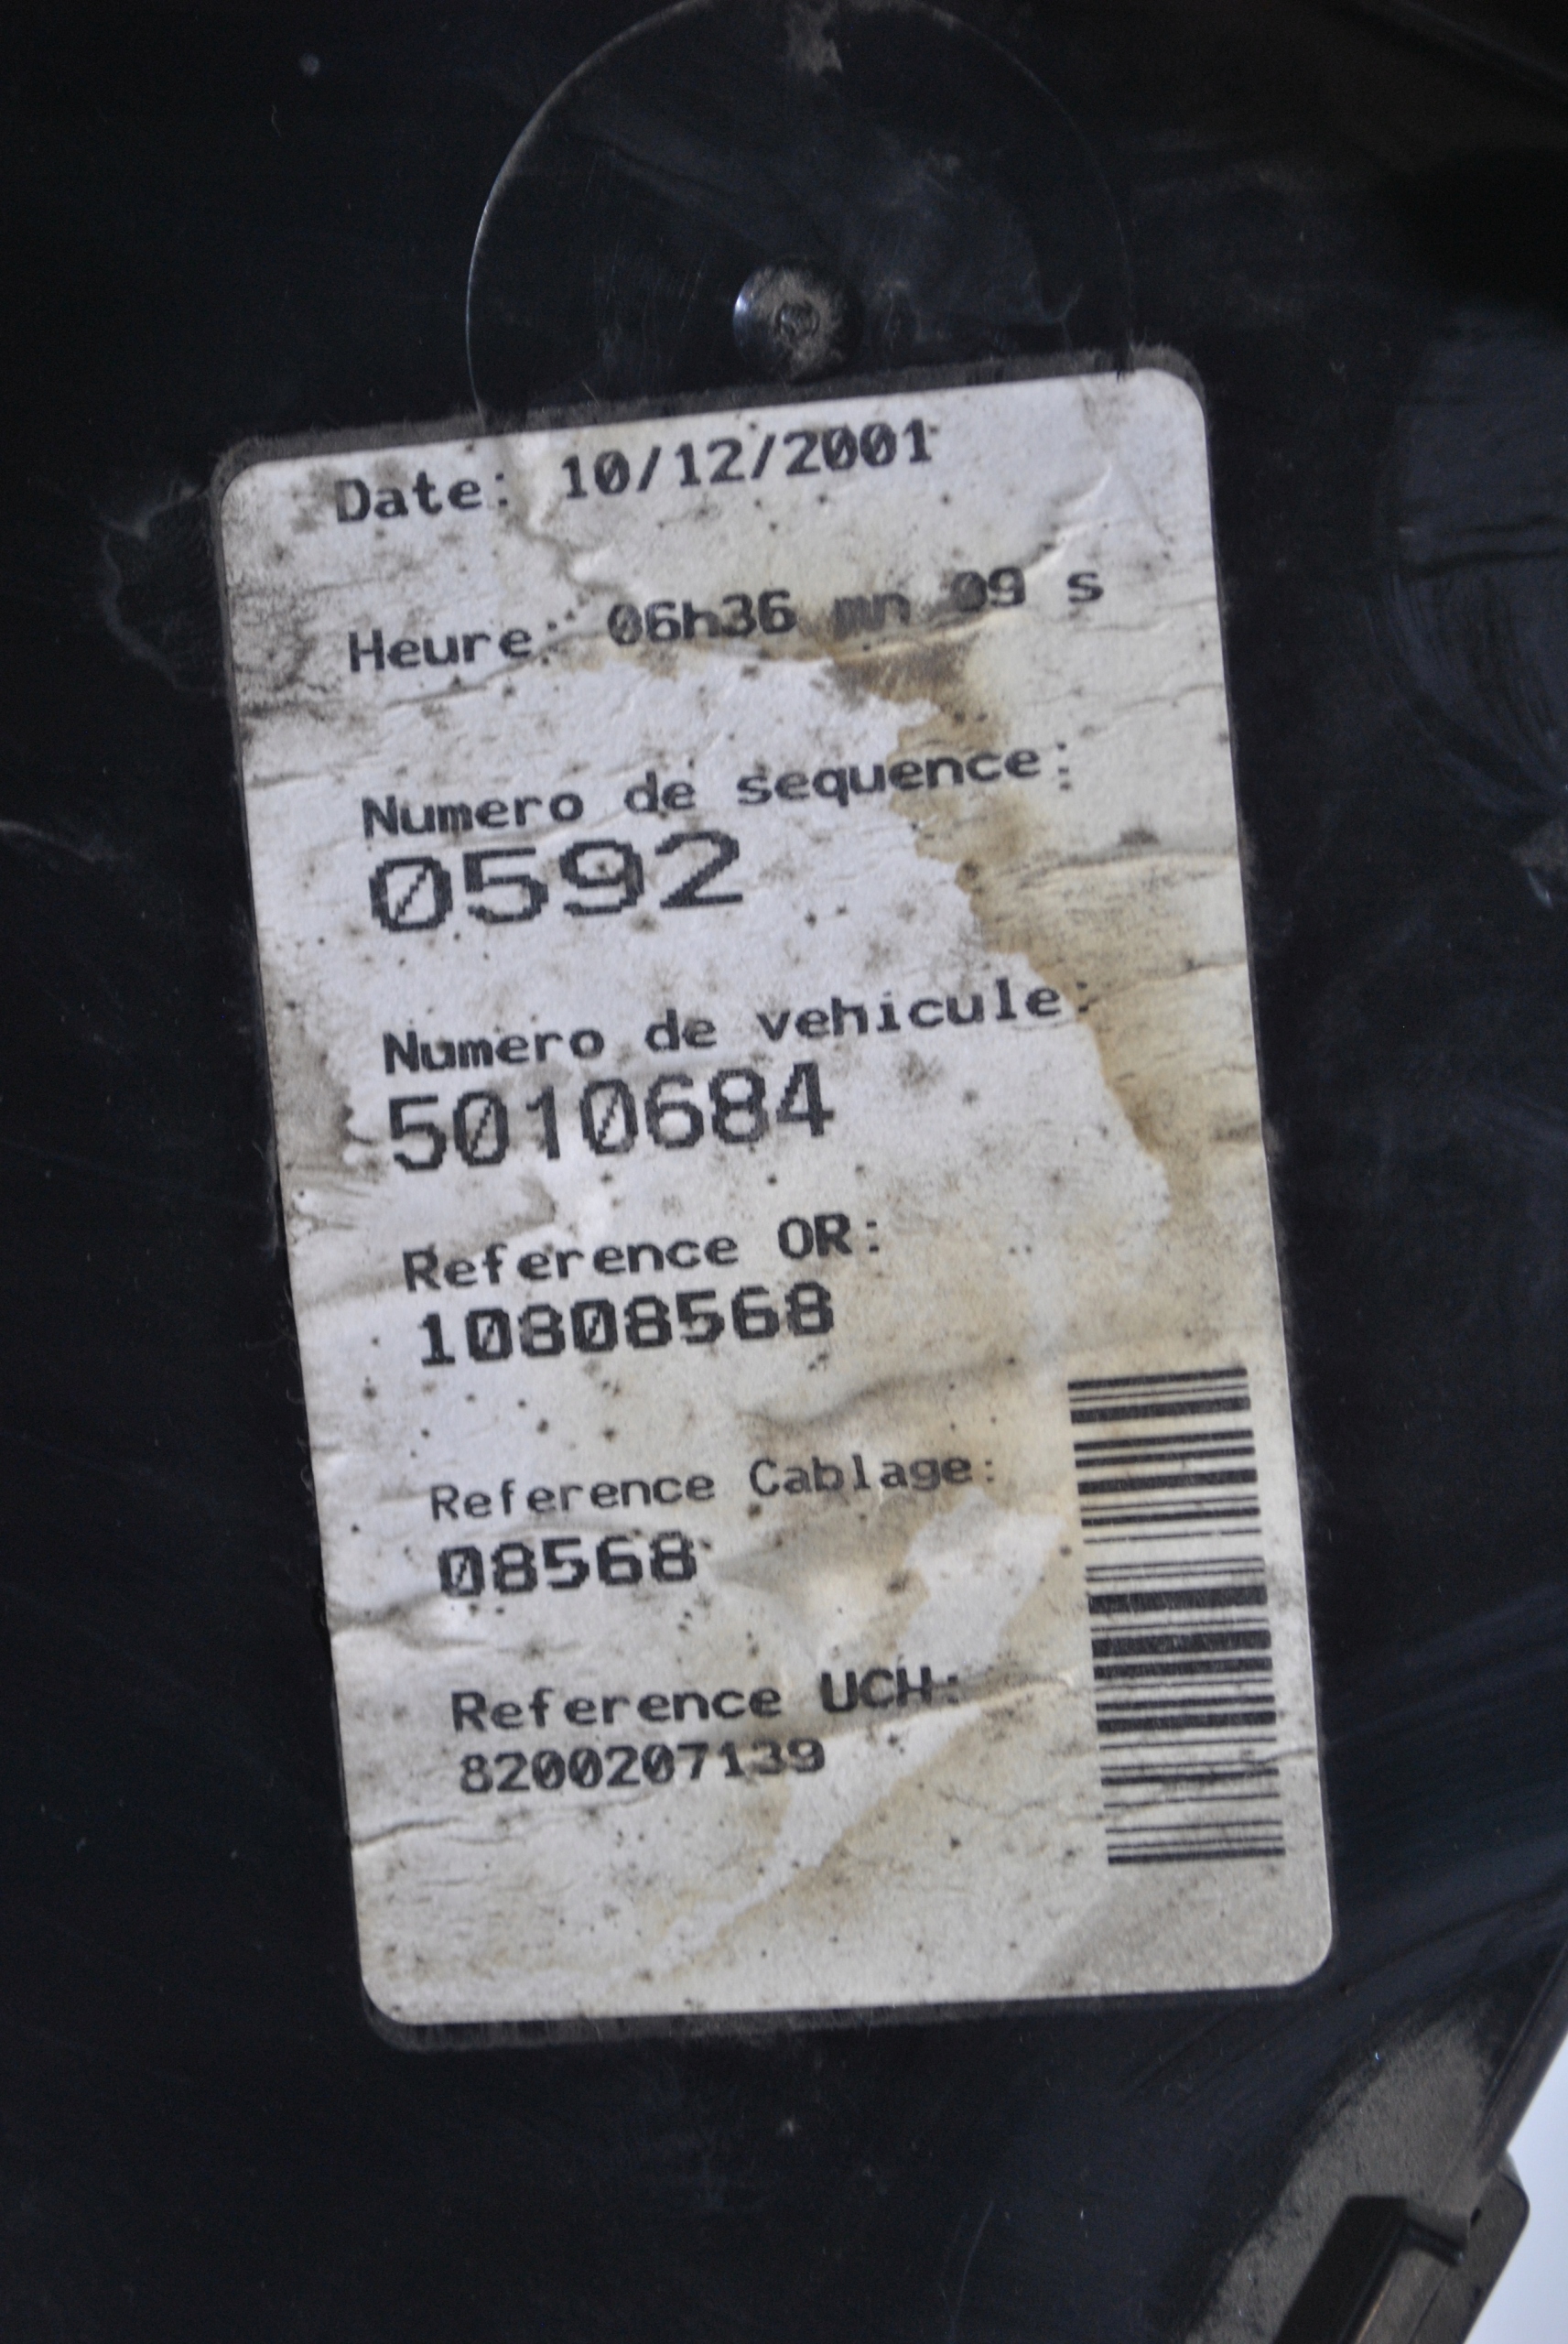 Date: 10/12/2001
Heure: 06h36 mn 09 s
Numero de sequence:
0592
Numero de vehicule:
5010684
Reference OR:
10808568
Reference Cablage:
08568
Reference UCH:
8200207139